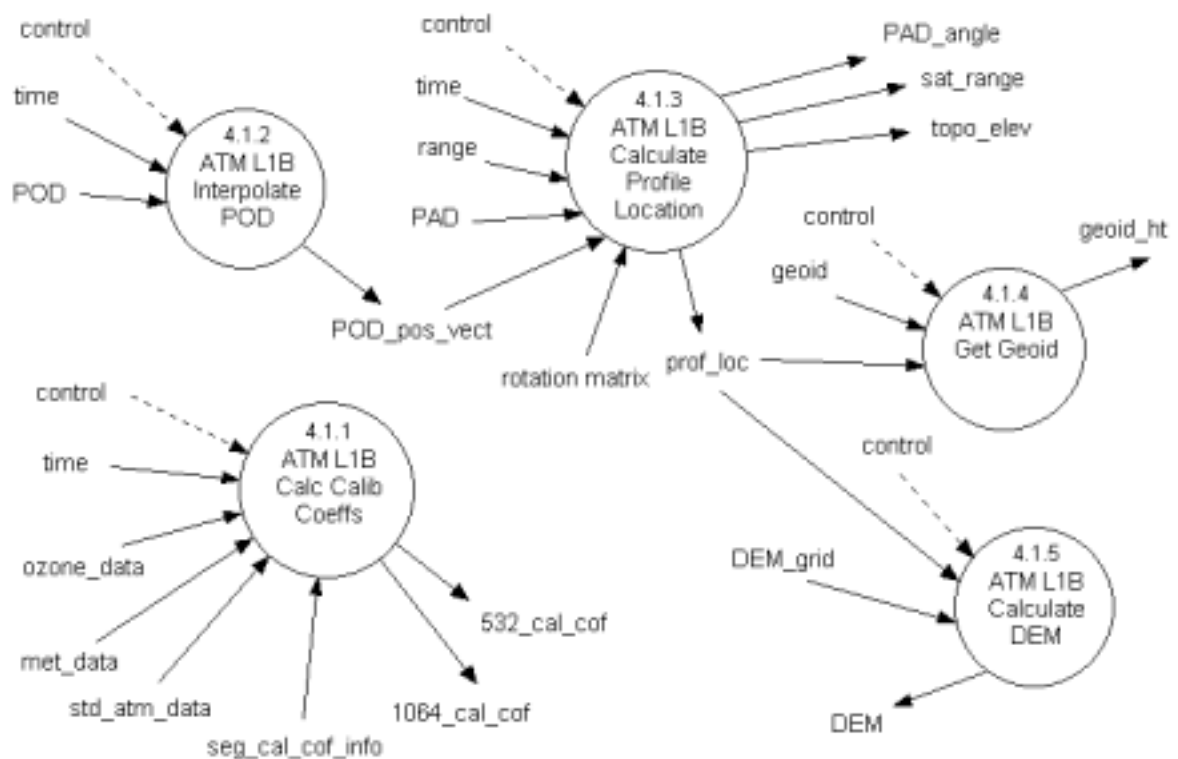 control
time
POD
4.1.2
ATM L1B
Interpolate
POD
POD_pos_vect
control
time
range
PAD
rotation matrix
4.1.3
ATM L1B
Calculate
Profile
Location
PAD_angle
sat_range
topo_elev
prof_loc
control
geoid
4.1.4
ATM L1B
Get Geoid
geoid_ht
control
time
ozone_data
met_data
std_atm_data
seg_cal_cof_info
4.1.1
ATM L1B
Calc Calib
Coeffs
532_cal_cof
1064_cal_cof
control
DEM_grid
4.1.5
ATM L1B
Calculate
DEM
DEM